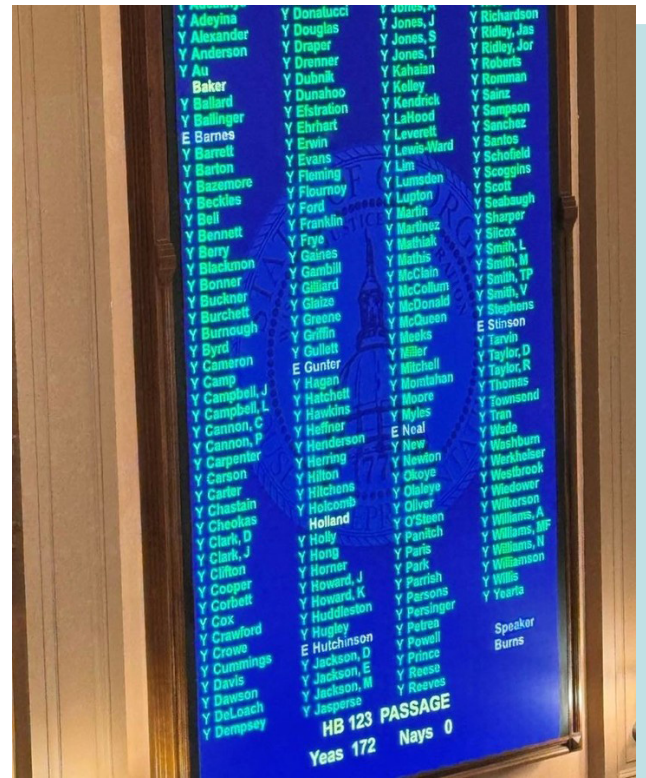 Y Adeyina
Y Alexander
Y Anderson
Y Au
Baker
Y Ballard
Y Ballinger
E Barnes
Y Barrett
Y Barton
Y Bazemore
Y Beckles
Y Bell
Y Bennett
Y Berry
Y Blackmon
Y Bonner
Y Buckner
Y Burchett
Y Burnough
Y Byrd
Y Cameron
Y Camp
Y Campbell, J
Y Campbell, L
Y Cannon, C
Y Cannon, P
Y Carpenter
Y Carson
Y Carter
Y Chastain
Y Cheokas
Y Clark, D
Y Clark, J
Y Clifton
Y Cooper
Y Corbett
Y Cox
Y Crawford
Y Crowe
Y Cummings
Y Davis
Y Dawson
Y DeLoach
Y Dempsey
Y Donatucci
Y Douglas
Y Draper
Y Drenner
Y Dubnik
Y Dunahoo
Y Efstration
Y Ehrhart
Y Erwin
Y Evans
Y Fleming
Y Flournoy
Y Ford
Y Franklin
Y Frye
Y Gaines
Y Gambill
Y Gilliard
Y Glaize
Y Greene
Y Griffin
Y Gullett
E Gunter
Y Hagan
Y Hatchett
Y Hawkins
Y Heffner
Y Henderson
Y Herring
Y Hilton
Y Hitchens
Y Holcomb
Holland
Y Holly
Y Hong
Y Horner
Y Howard, J
Y Howard, K
Y Huddleston
Y Hugley
E Hutchinson
Y Jackson, D
Y Jackson, E
Y Jackson, M
Y Jasperse
Y Jones, J
Y Jones, S
Y Jones, T
Y Kahaian
Y Kelley
Y Kendrick
Y LaHood
Y Leverett
Y Lewis-Ward
Y Lim
Y Lumsden
Y Lupton
Y Martin
Y Martinez
Y Mathiak
Y Mathis
Y McClain
Y McCollum
Y McDonald
Y McQueen
Y Meeks
Y Miller
Y Mitchell
Y Momtahan
Y Moore
Y Myles
E Neal
Y New
Y Newton
Y Okoye
Y Olaleye
Y Oliver
Y O'Steen
Y Panitch
Y Paris
Y Park
Y Parrish
Y Parsons
Y Persinger
Y Petrea
Y Powell
Y Prince
Y Reese
Y Reeves
Y Richardson
Y Ridley, Jas
Y Ridley, Jor
Y Roberts
Y Romman
Y Sainz
Y Sampson
Y Sanchez
Y Santos
Y Schofield
Y Scoggins
Y Scott
Y Seabaugh
Y Sharper
Y Silcox
Y Smith, L
Y Smith, M
Y Smith, TP
Y Smith, V
Y Stephens
E Stinson
Y Tarvin
Y Taylor, D
Y Taylor, R
Y Thomas
Y Townsend
Y Tran
Y Wade
Y Washburn
Y Werkheiser
Y Westbrook
Y Wiedower
Y Wilkerson
Y Williams, A
Y Williams, MF
Y Williams, N
Y Williamson
Y Willis
Y Yearta
Speaker
Burns
HB 123 PASSAGE
Yeas 172 Nays 0